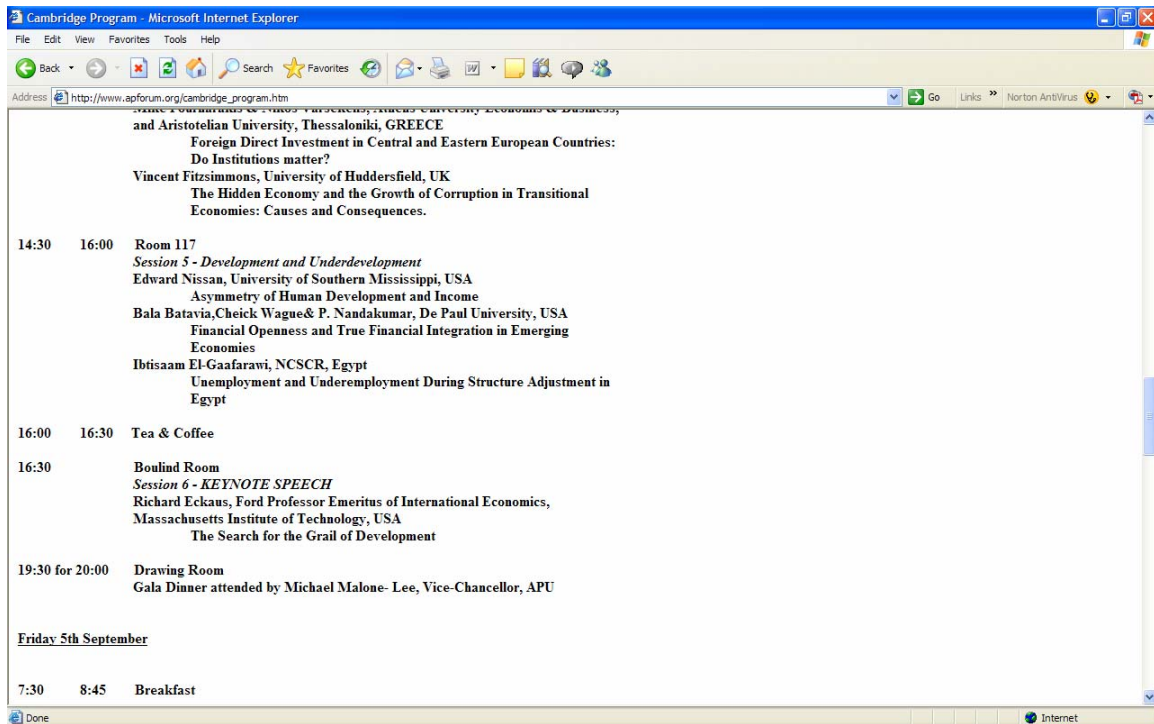 Cambridge Program - Microsoft Internet Explorer
File Edit View Favorites Tools Help
Back Search Favorites
Address http://www.apforum.org/cambridge_program.htm Go Links » Norton AntiVirus
and Aristotelian University, Thessaloniki, GREECE
Foreign Direct Investment in Central and Eastern European Countries:
Do Institutions matter?
Vincent Fitzsimmons, University of Huddersfield, UK
The Hidden Economy and the Growth of Corruption in Transitional
Economies: Causes and Consequences.
14:30 16:00 Room 117
Session 5 - Development and Underdevelopment
Edward Nissan, University of Southern Mississippi, USA
Asymmetry of Human Development and Income
Bala Batavia,Cheick Wague& P. Nandakumar, De Paul University, USA
Financial Openness and True Financial Integration in Emerging
Economies
Ibtisaam El-Gaafarawi, NCSCR, Egypt
Unemployment and Underemployment During Structure Adjustment in
Egypt
16:00 16:30 Tea & Coffee
16:30 Boulind Room
Session 6 - KEYNOTE SPEECH
Richard Eckaus, Ford Professor Emeritus of International Economics,
Massachusetts Institute of Technology, USA
The Search for the Grail of Development
19:30 for 20:00 Drawing Room
Gala Dinner attended by Michael Malone- Lee, Vice-Chancellor, APU
Friday 5th September
7:30 8:45 Breakfast
Done Internet